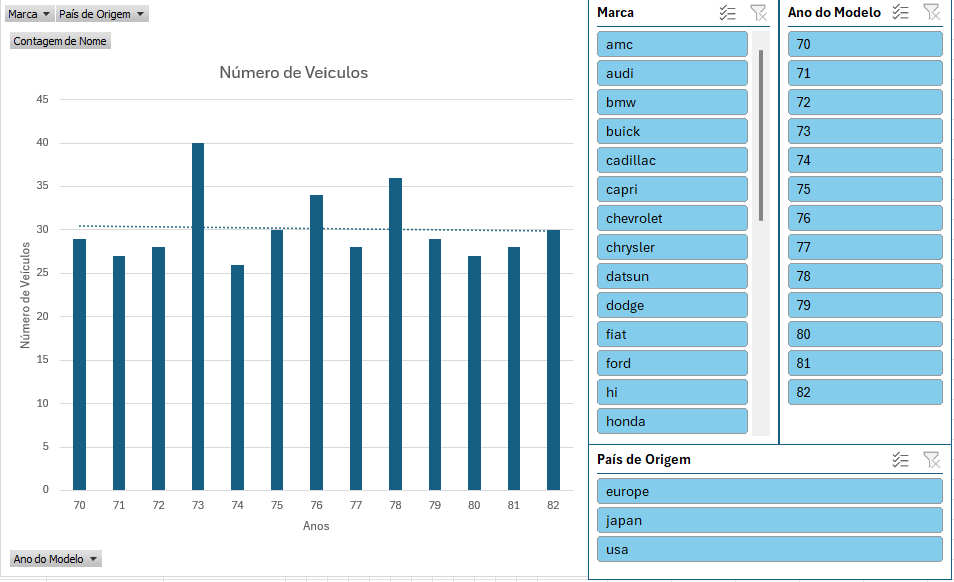 Marca
País de Origem
Contagem de Nome
Número de Veiculos
45
40
35
30
25
20
15
10
5
0
Número de Veículos
70 71 72 73 74 75 76 77 78 79 80 81 82
Anos
Ano do Modelo
Marca
amc
audi
bmw
buick
cadillac
capri
chevrolet
chrysler
datsun
dodge
fiat
ford
hi
honda
Ano do Modelo
70
71
72
73
74
75
76
77
78
79
80
81
82
País de Origem
europe
japan
usa